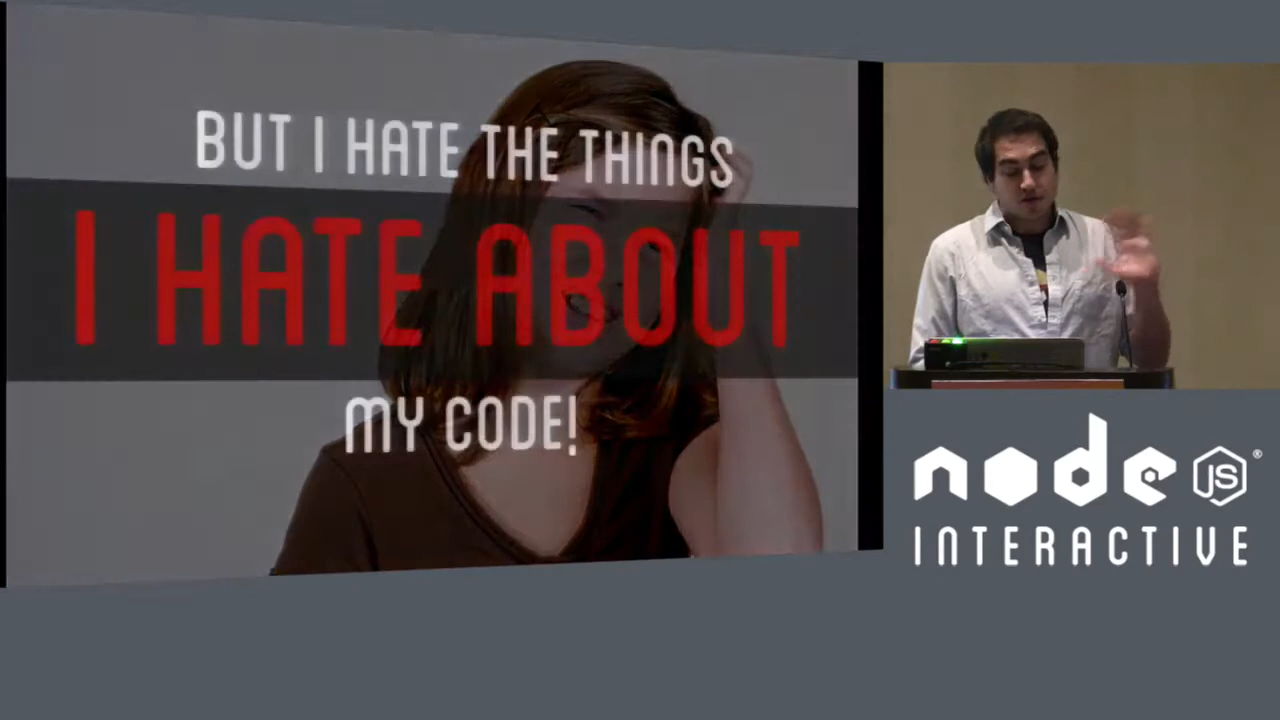 BUT I HATE THE THINGS
I HATE ABOUT
MY CODE!
node JS ®
INTERACTIVE